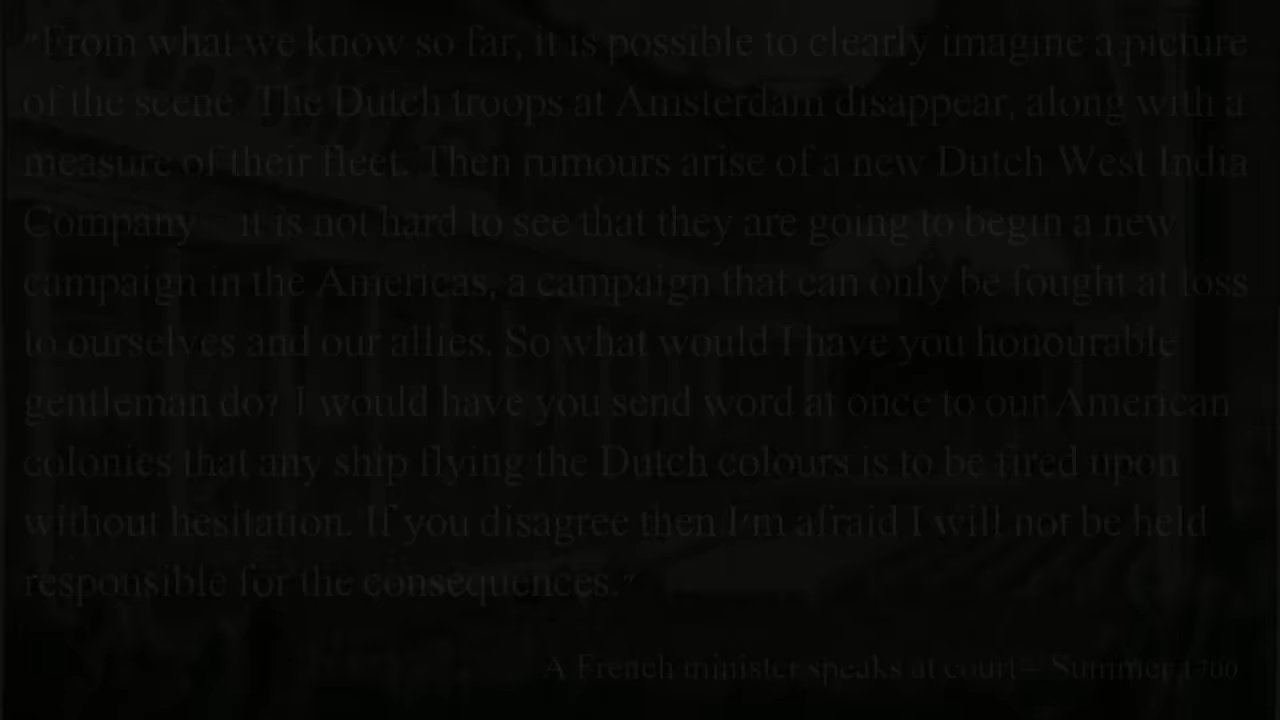 "From what we know so far, it is possible to clearly imagine a picture
of the scene. The Dutch troops at Amsterdam disappear, along with a
measure of their fleet. Then rumours arise of a new Dutch West India
Company    it is not hard to see that they are going to begin a new
campaign in the Americas, a campaign that can only be fought at loss
to ourselves and our allies. So what would I have you honourable
gentleman do? I would have you send word at once to our American
colonies that any ship flying the Dutch colours is to be fired upon
without hesitation. If you disagree then I'm afraid I will not be held
responsible for the consequences."
A French minister speaks at court – Summer 1700